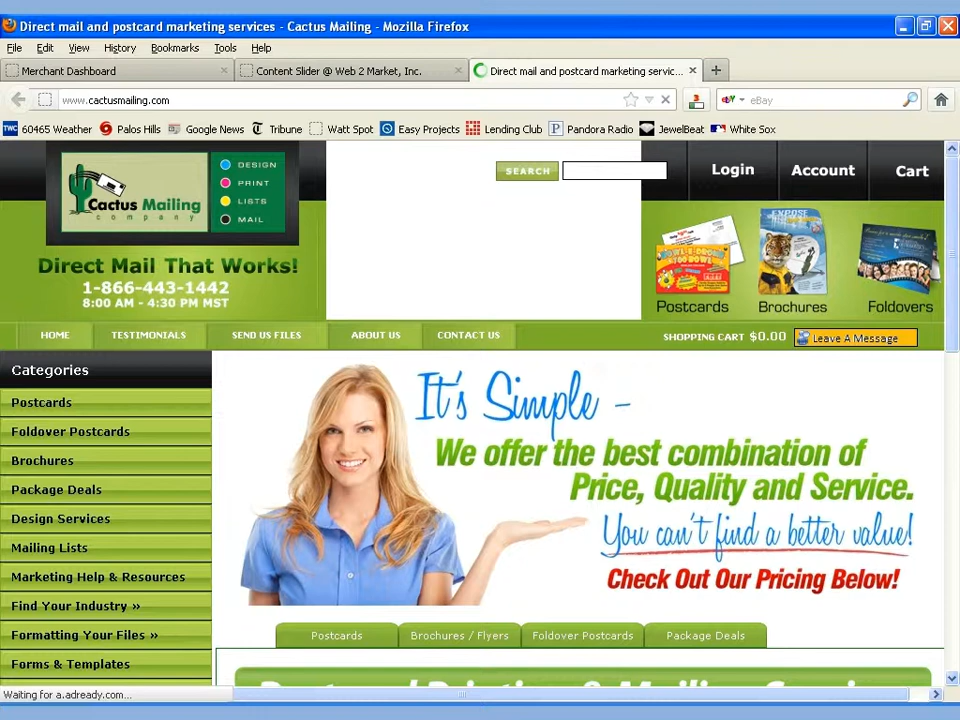 Direct mail and postcard marketing services - Cactus Mailing - Mozilla Firefox
File Edit View History Bookmarks Tools Help
Merchant Dashboard Content Slider @ Web 2 Market, Inc. Direct mail and postcard marketing servic...
www.cactusmailing.com 3 eBay
TWC 60465 Weather Palos Hills Google News Tribune Watt Spot Easy Projects Lending Club Pandora Radio JewelBeat White Sox
Cactus Mailing
company
DESIGN
PRINT
LISTS
MAIL
SEARCH
Login Account Cart
Direct Mail That Works!
1-866-443-1442
8:00 AM - 4:30 PM MST
Postcards Brochures Foldovers
HOME TESTIMONIALS SEND US FILES ABOUT US CONTACT US SHOPPING CART $0.00 Leave A Message
Categories
Postcards
Foldover Postcards
Brochures
Package Deals
Design Services
Mailing Lists
Marketing Help & Resources
Find Your Industry »
Formatting Your Files »
Forms & Templates
It's Simple -
We offer the best combination of
Price, Quality and Service.
You can't find a better value!
Check Out Our Pricing Below!
Postcards Brochures / Flyers Foldover Postcards Package Deals
Waiting for a.adready.com...